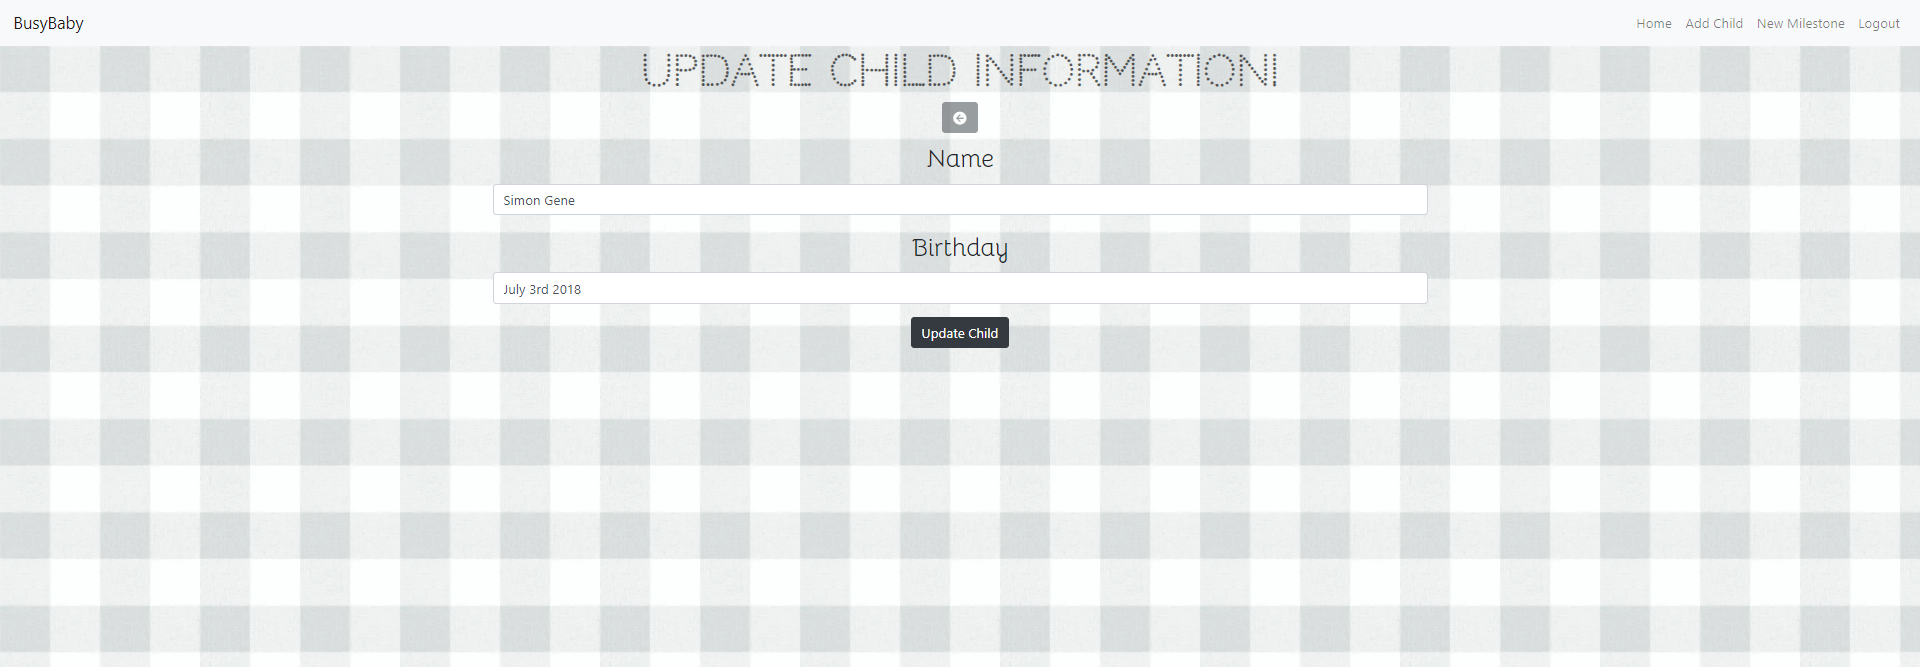 BusyBaby Home Add Child New Milestone Logout
UPDATE CHILD INFORMATION!
Name
Simon Gene
Birthday
July 3rd 2018
Update Child